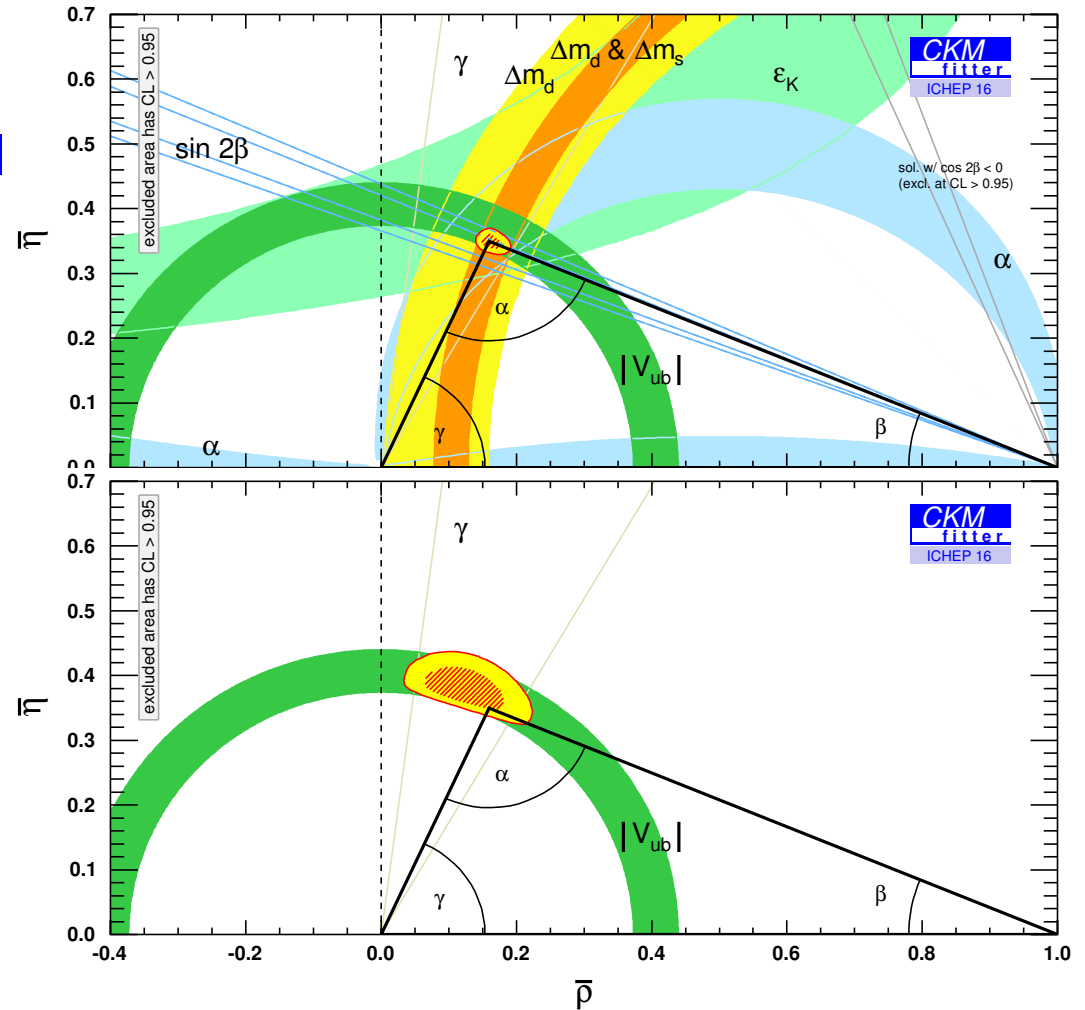 0.7
0.6
0.5
0.4
0.3
0.2
0.1
0.0
η̅
excluded area has CL > 0.95
γ
Δm_d
Δm_d & Δm_s
ε_K
CKM
fitter
ICHEP 16
sin 2β
sol. w/ cos 2β < 0
(excl. at CL > 0.95)
α
α
|V_ub|
γ
β
α
0.7
0.6
0.5
0.4
0.3
0.2
0.1
0.0
η̅
excluded area has CL > 0.95
γ
CKM
fitter
ICHEP 16
α
|V_ub|
γ
β
-0.4 -0.2 0.0 0.2 0.4 0.6 0.8 1.0
ρ̅